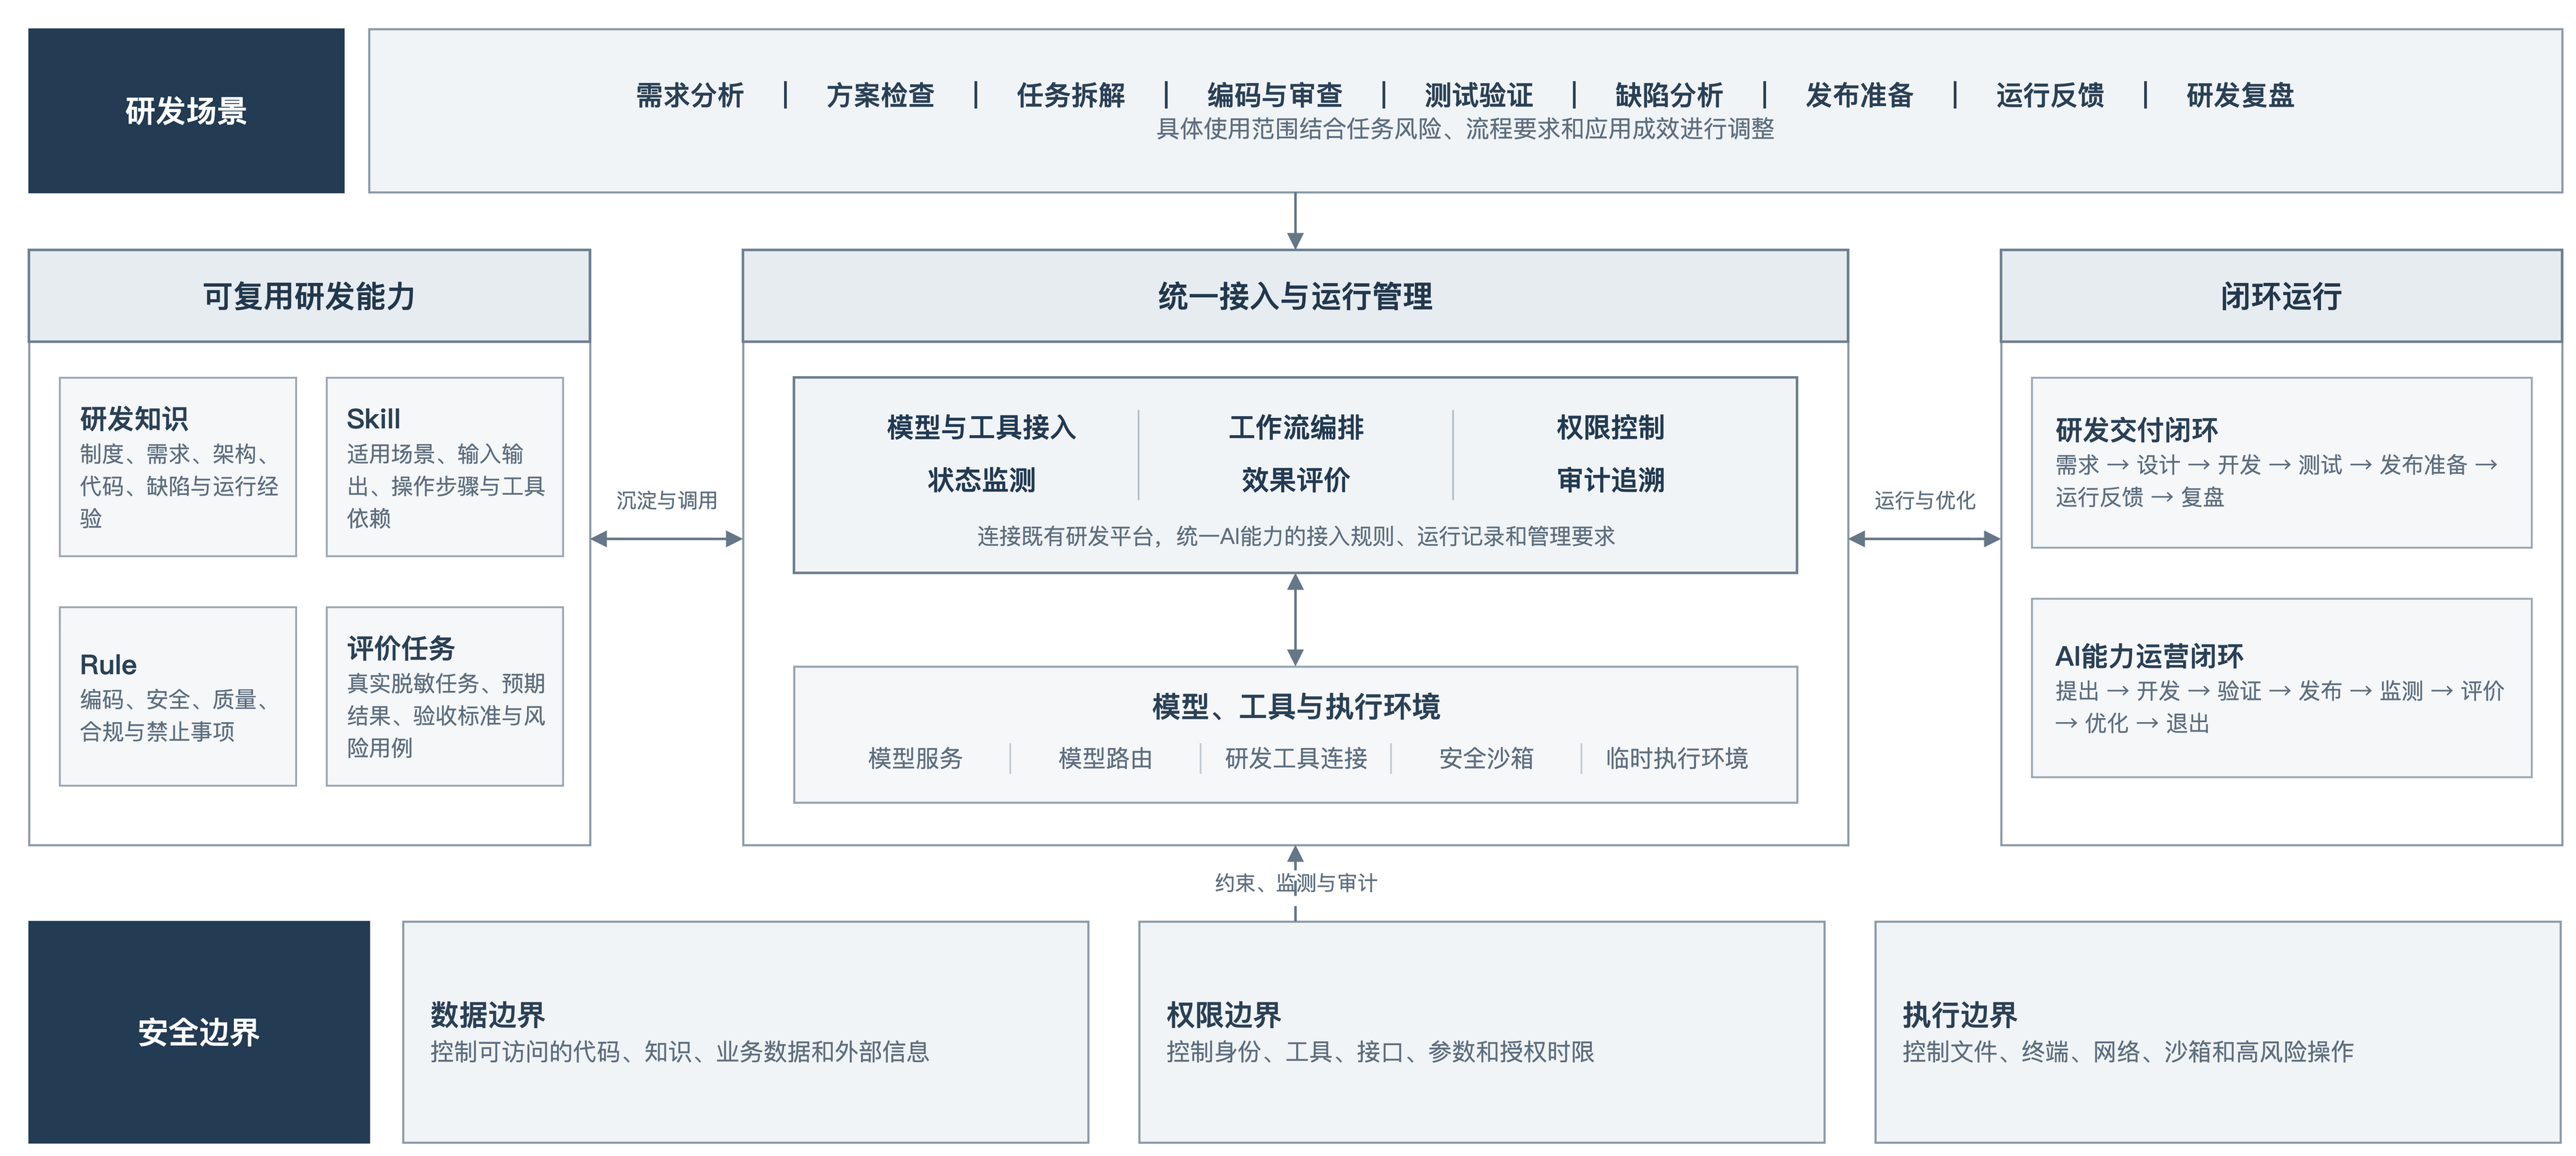 研发场景
需求分析 | 方案检查 | 任务拆解 | 编码与审查 | 测试验证 | 缺陷分析 | 发布准备 | 运行反馈 | 研发复盘
具体使用范围结合任务风险、流程要求和应用成效进行调整
可复用研发能力
研发知识
制度、需求、架构、
代码、缺陷与运行经
验
Skill
适用场景、输入输
出、操作步骤与工具
依赖
Rule
编码、安全、质量、
合规与禁止事项
评价任务
真实脱敏任务、预期
结果、验收标准与风
险用例
沉淀与调用
统一接入与运行管理
模型与工具接入
工作流编排
权限控制
状态监测
效果评价
审计追溯
连接既有研发平台，统一AI能力的接入规则、运行记录和管理要求
模型、工具与执行环境
模型服务
模型路由
研发工具连接
安全沙箱
临时执行环境
运行与优化
闭环运行
研发交付闭环
需求 → 设计 → 开发 → 测试 → 发布准备 →
运行反馈 → 复盘
AI能力运营闭环
提出 → 开发 → 验证 → 发布 → 监测 → 评价
→ 优化 → 退出
约束、监测与审计
安全边界
数据边界
控制可访问的代码、知识、业务数据和外部信息
权限边界
控制身份、工具、接口、参数和授权时限
执行边界
控制文件、终端、网络、沙箱和高风险操作